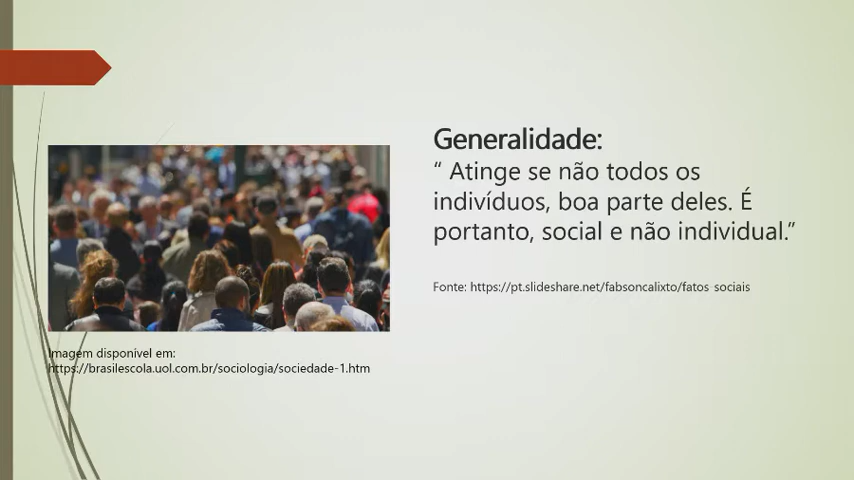 Generalidade:
“ Atinge se não todos os
indivíduos, boa parte deles. É
portanto, social e não individual.”
Fonte: https://pt.slideshare.net/fabsoncalixto/fatos-sociais
Imagem disponível em:
https://brasilescola.uol.com.br/sociologia/sociedade-1.htm